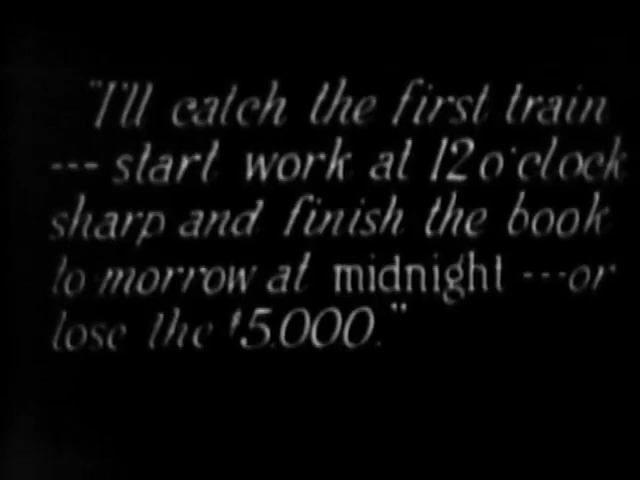 "I'll catch the first train
--- start work at 12 o'clock
sharp and finish the book
to-morrow at midnight ---or
lose the $5.000."